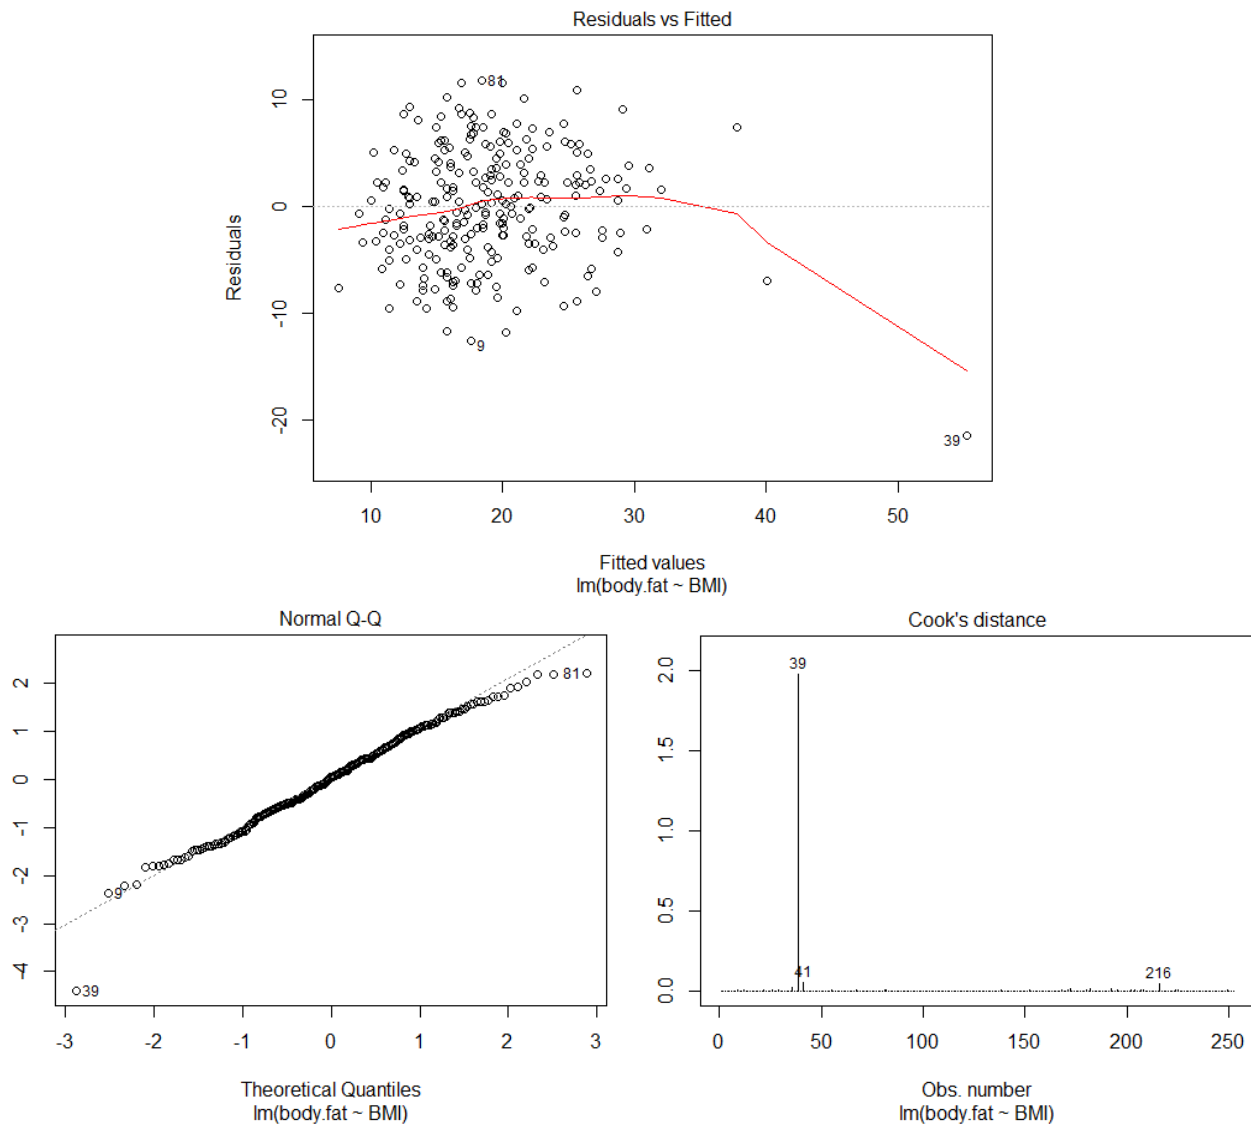 Residuals vs Fitted
Residuals
10
0
-10
-20
81
9
39
10 20 30 40 50
Fitted values
lm(body.fat ~ BMI)
Normal Q-Q
2
1
0
-1
-2
-3
-4
81
9
39
-3 -2 -1 0 1 2 3
Theoretical Quantiles
lm(body.fat ~ BMI)
Cook's distance
2.0
1.5
1.0
0.5
0.0
39
41
216
0 50 100 150 200 250
Obs. number
lm(body.fat ~ BMI)